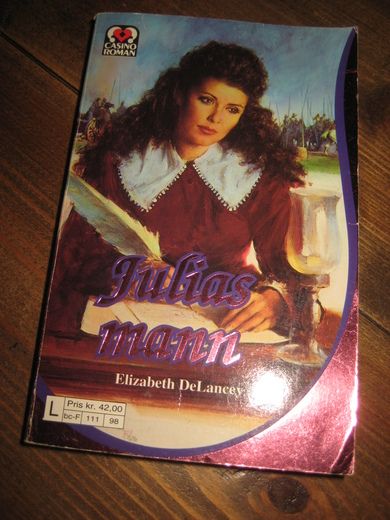 CASINO
ROMAN
Julias
mann
Elizabeth DeLancey
L
Pris kr. 42,00
bc-F 111 98